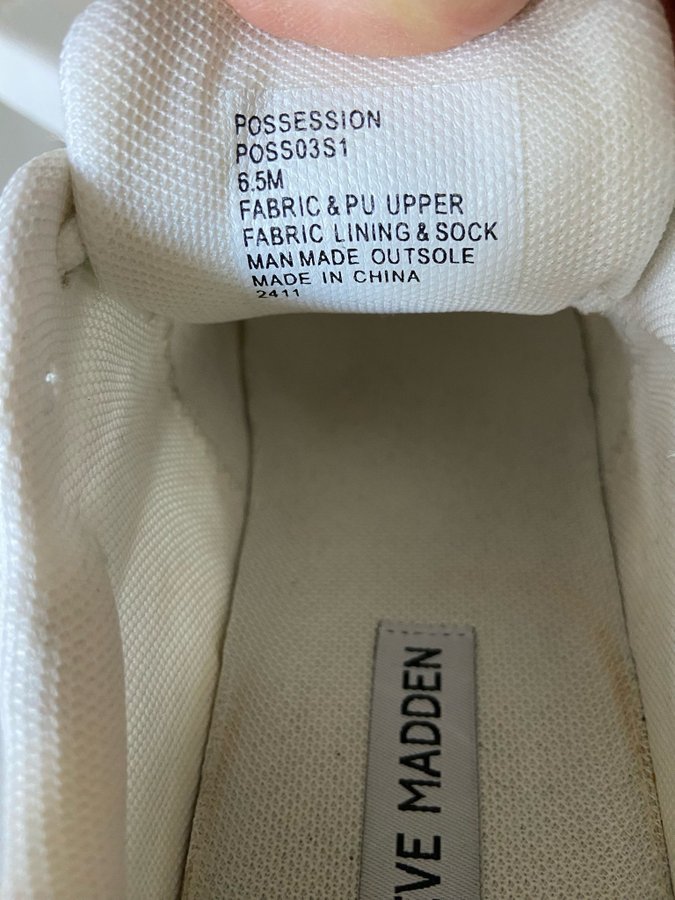 POSSESSION
POSS03S1
6.5M
FABRIC & PU UPPER
FABRIC LINING & SOCK
MAN MADE OUTSOLE
MADE IN CHINA
2411
EVE MADDEN